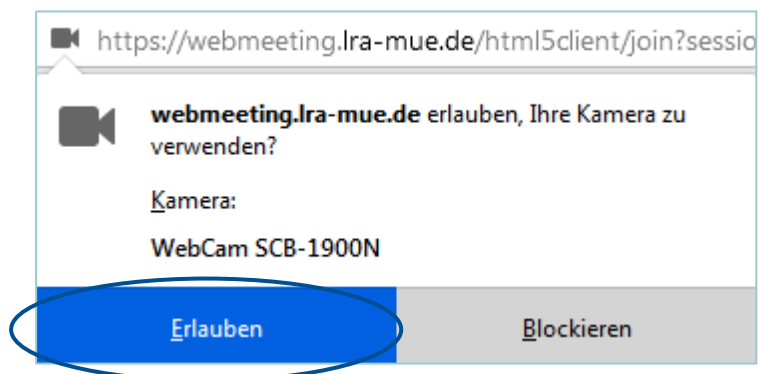 https://webmeeting.lra-mue.de/html5client/join?sessio
webmeeting.lra-mue.de erlauben, Ihre Kamera zu
verwenden?
Kamera:
WebCam SCB-1900N
Erlauben
Blockieren